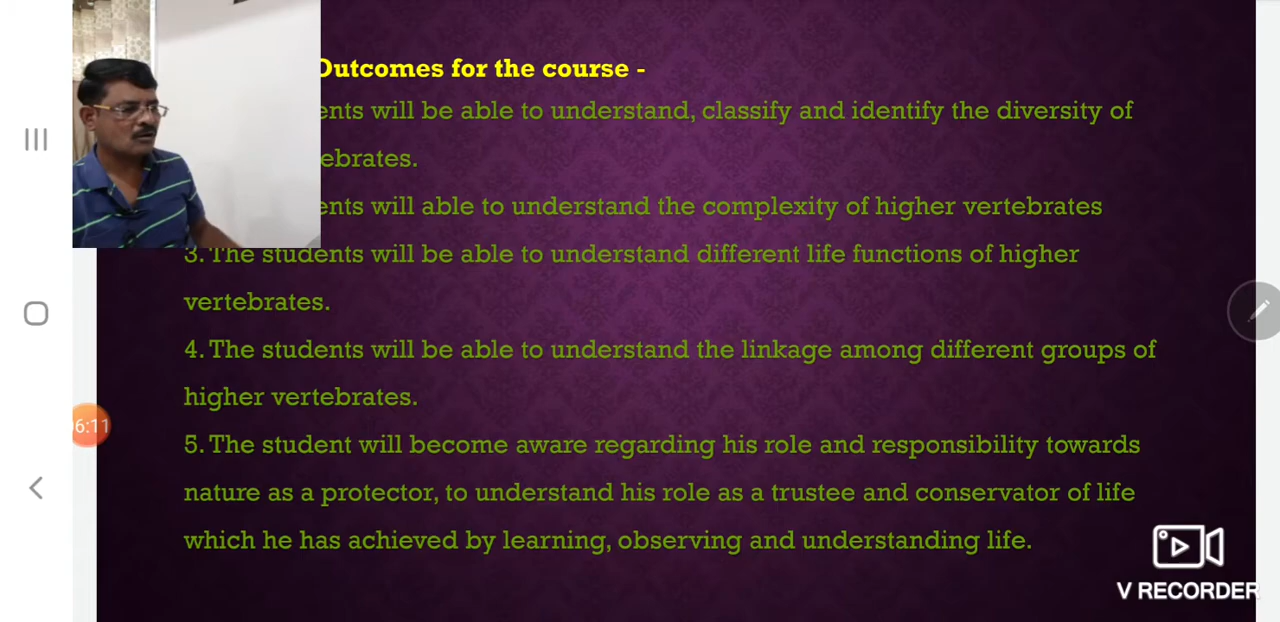 Outcomes for the course -
ents will be able to understand, classify and identify the diversity of
ebrates.
ents will able to understand the complexity of higher vertebrates
3. The students will be able to understand different life functions of higher
vertebrates.
4. The students will be able to understand the linkage among different groups of
higher vertebrates.
5. The student will become aware regarding his role and responsibility towards
nature as a protector, to understand his role as a trustee and conservator of life
which he has achieved by learning, observing and understanding life.
06:11
V RECORDER